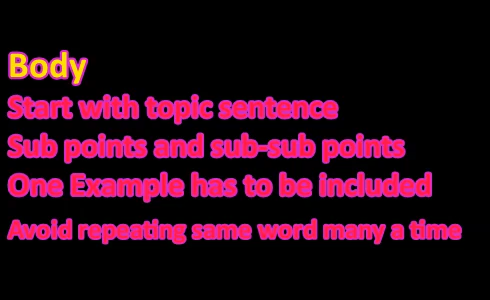 Body
Start with topic sentence
Sub points and sub-sub points
One Example has to be included
Avoid repeating same word many a time